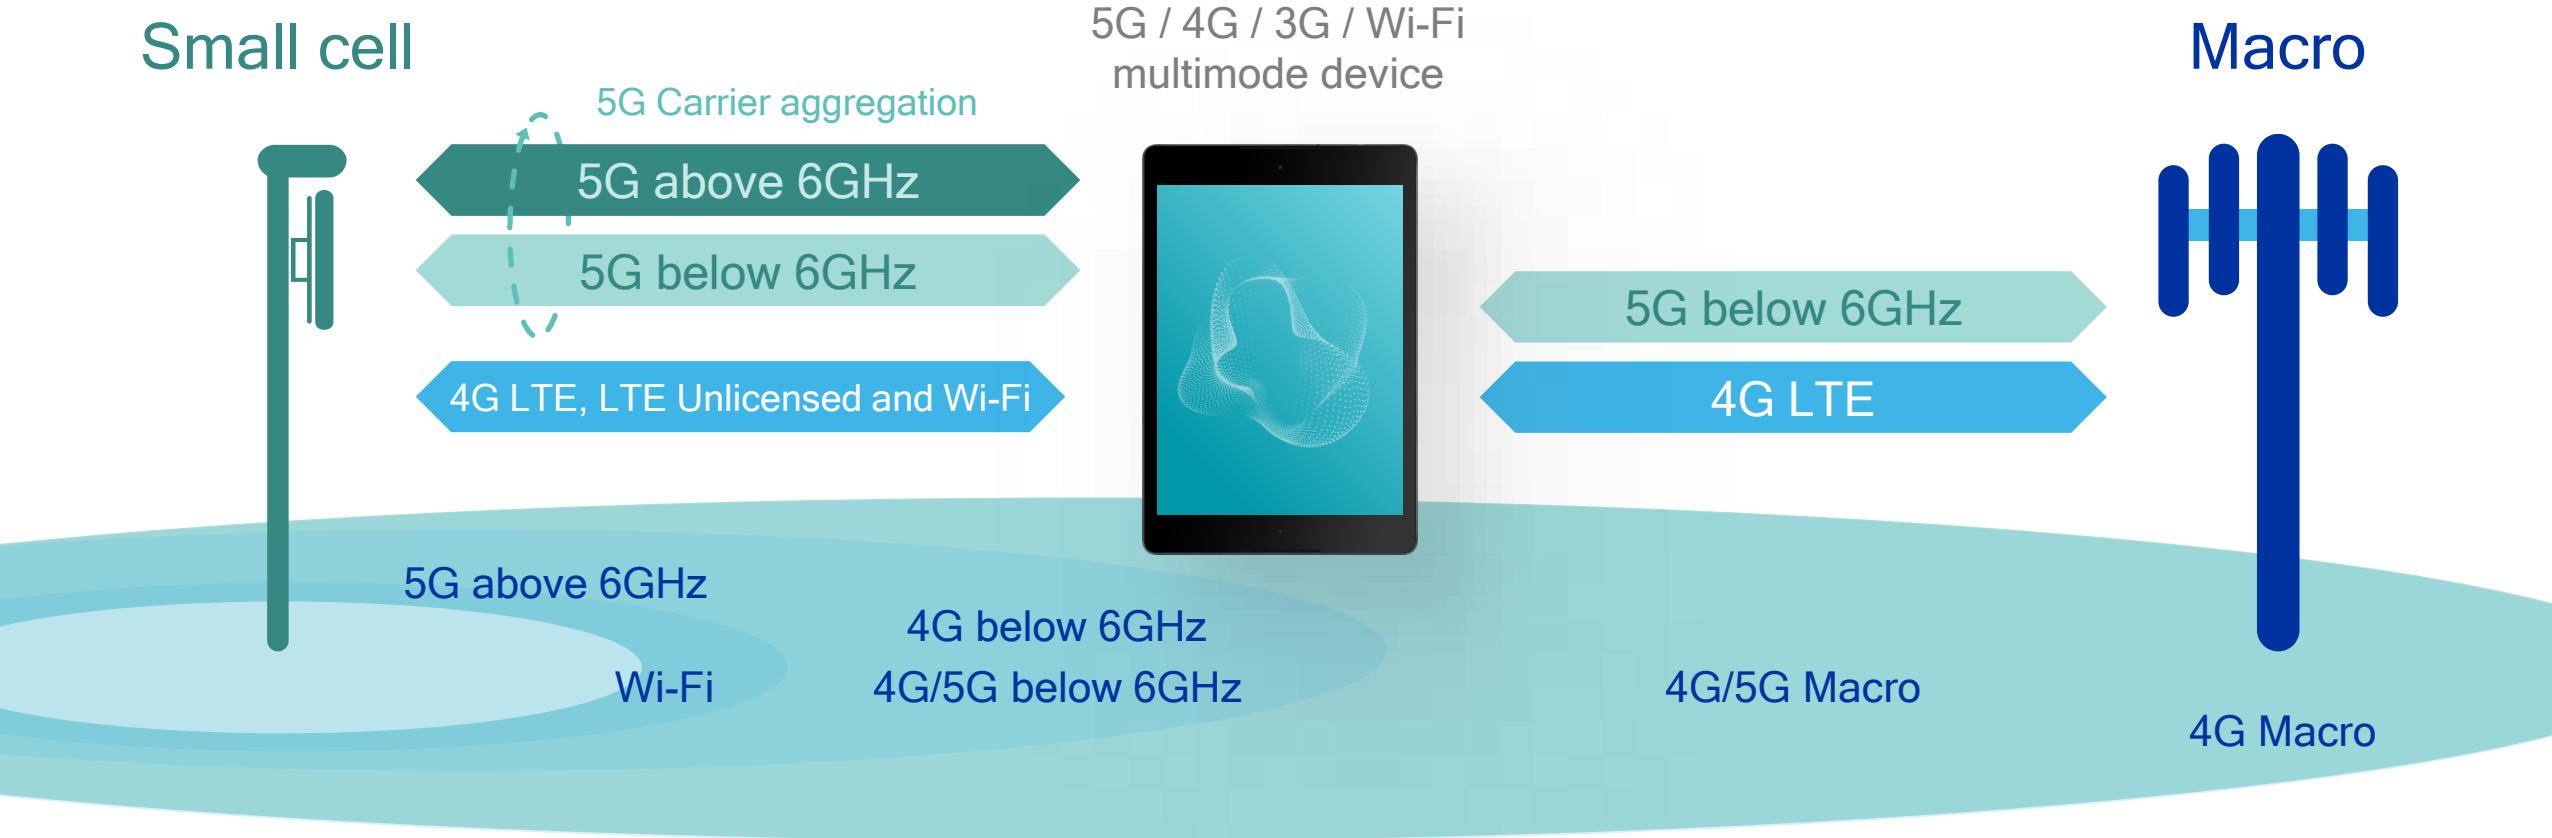 Small cell
5G / 4G / 3G / Wi-Fi
multimode device
Macro
5G Carrier aggregation
5G above 6GHz
5G below 6GHz
4G LTE, LTE Unlicensed and Wi-Fi
5G below 6GHz
4G LTE
5G above 6GHz
4G below 6GHz
Wi-Fi
4G/5G below 6GHz
4G/5G Macro
4G Macro